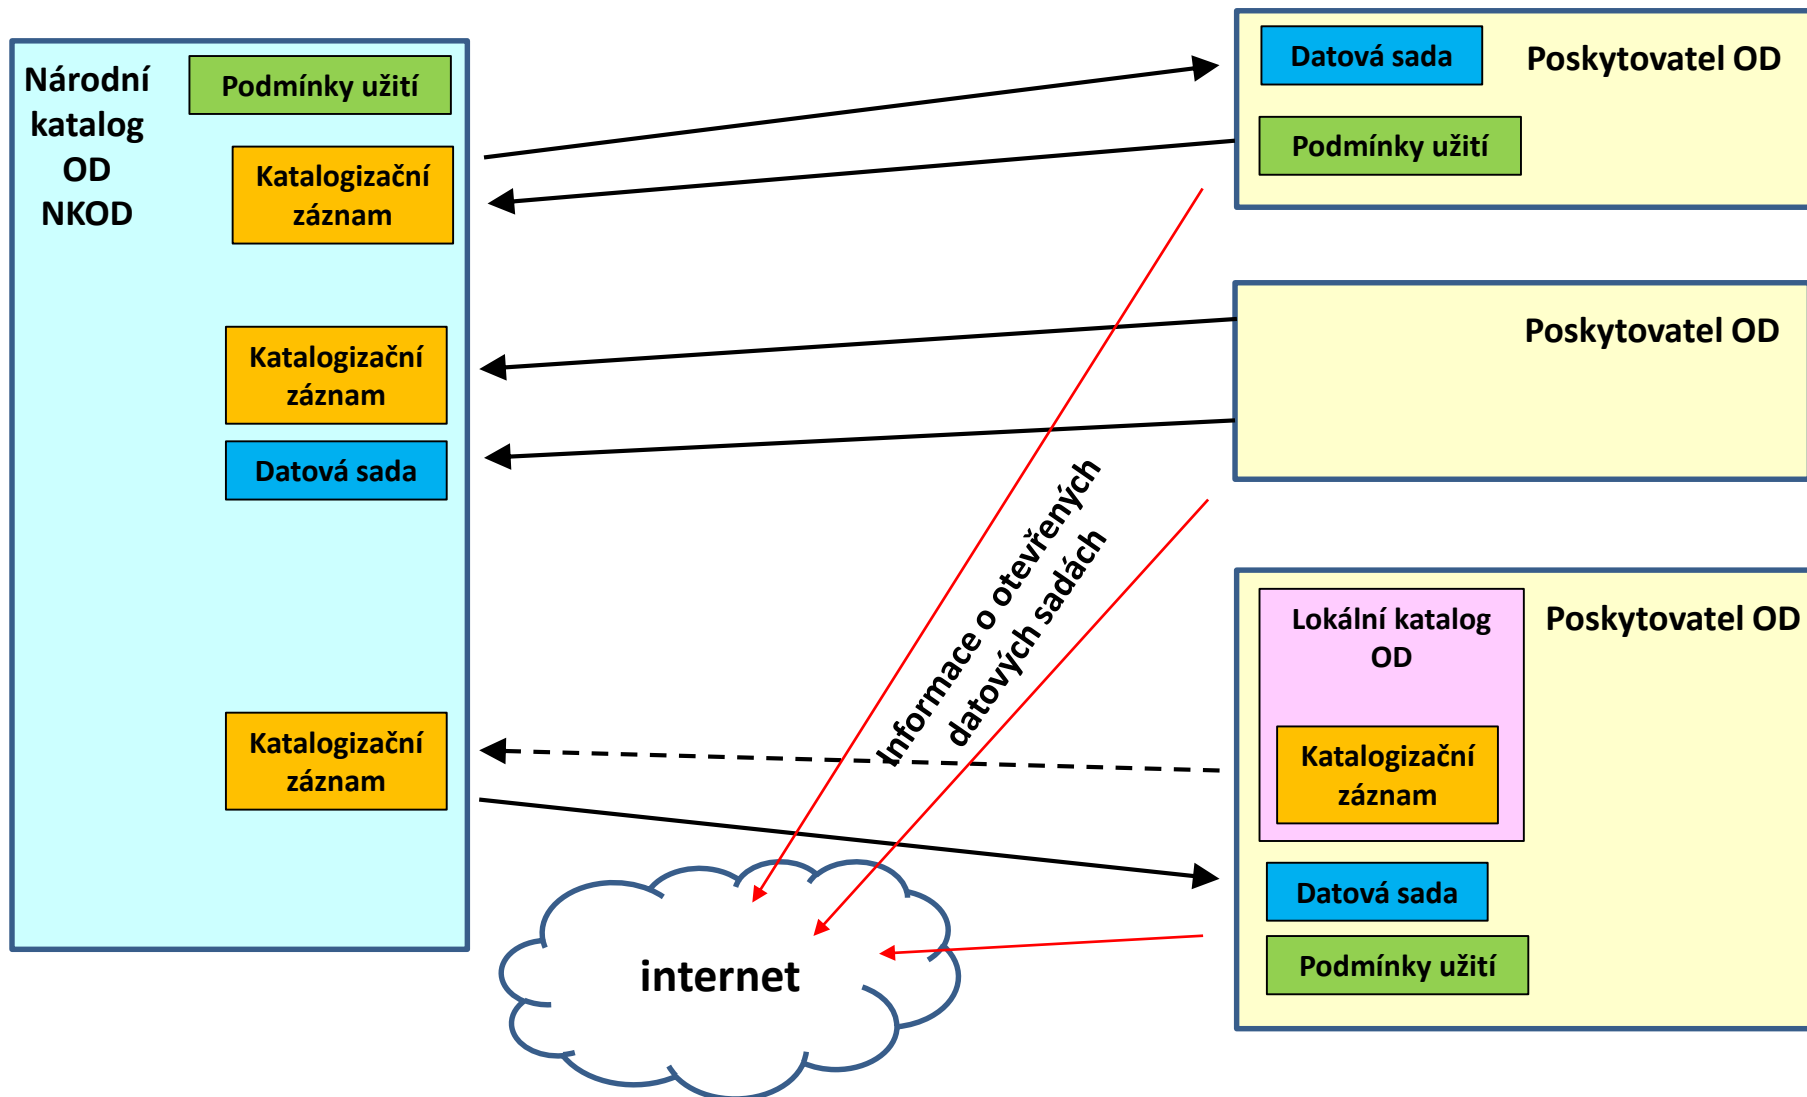 Národní
katalog
OD
NKOD
Podmínky užití
Katalogizační
záznam
Katalogizační
záznam
Datová sada
Katalogizační
záznam
Datová sada
Poskytovatel OD
Podmínky užití
Poskytovatel OD
Informace o otevřených
datových sadách
Lokální katalog
OD
Poskytovatel OD
Katalogizační
záznam
Datová sada
Podmínky užití
internet